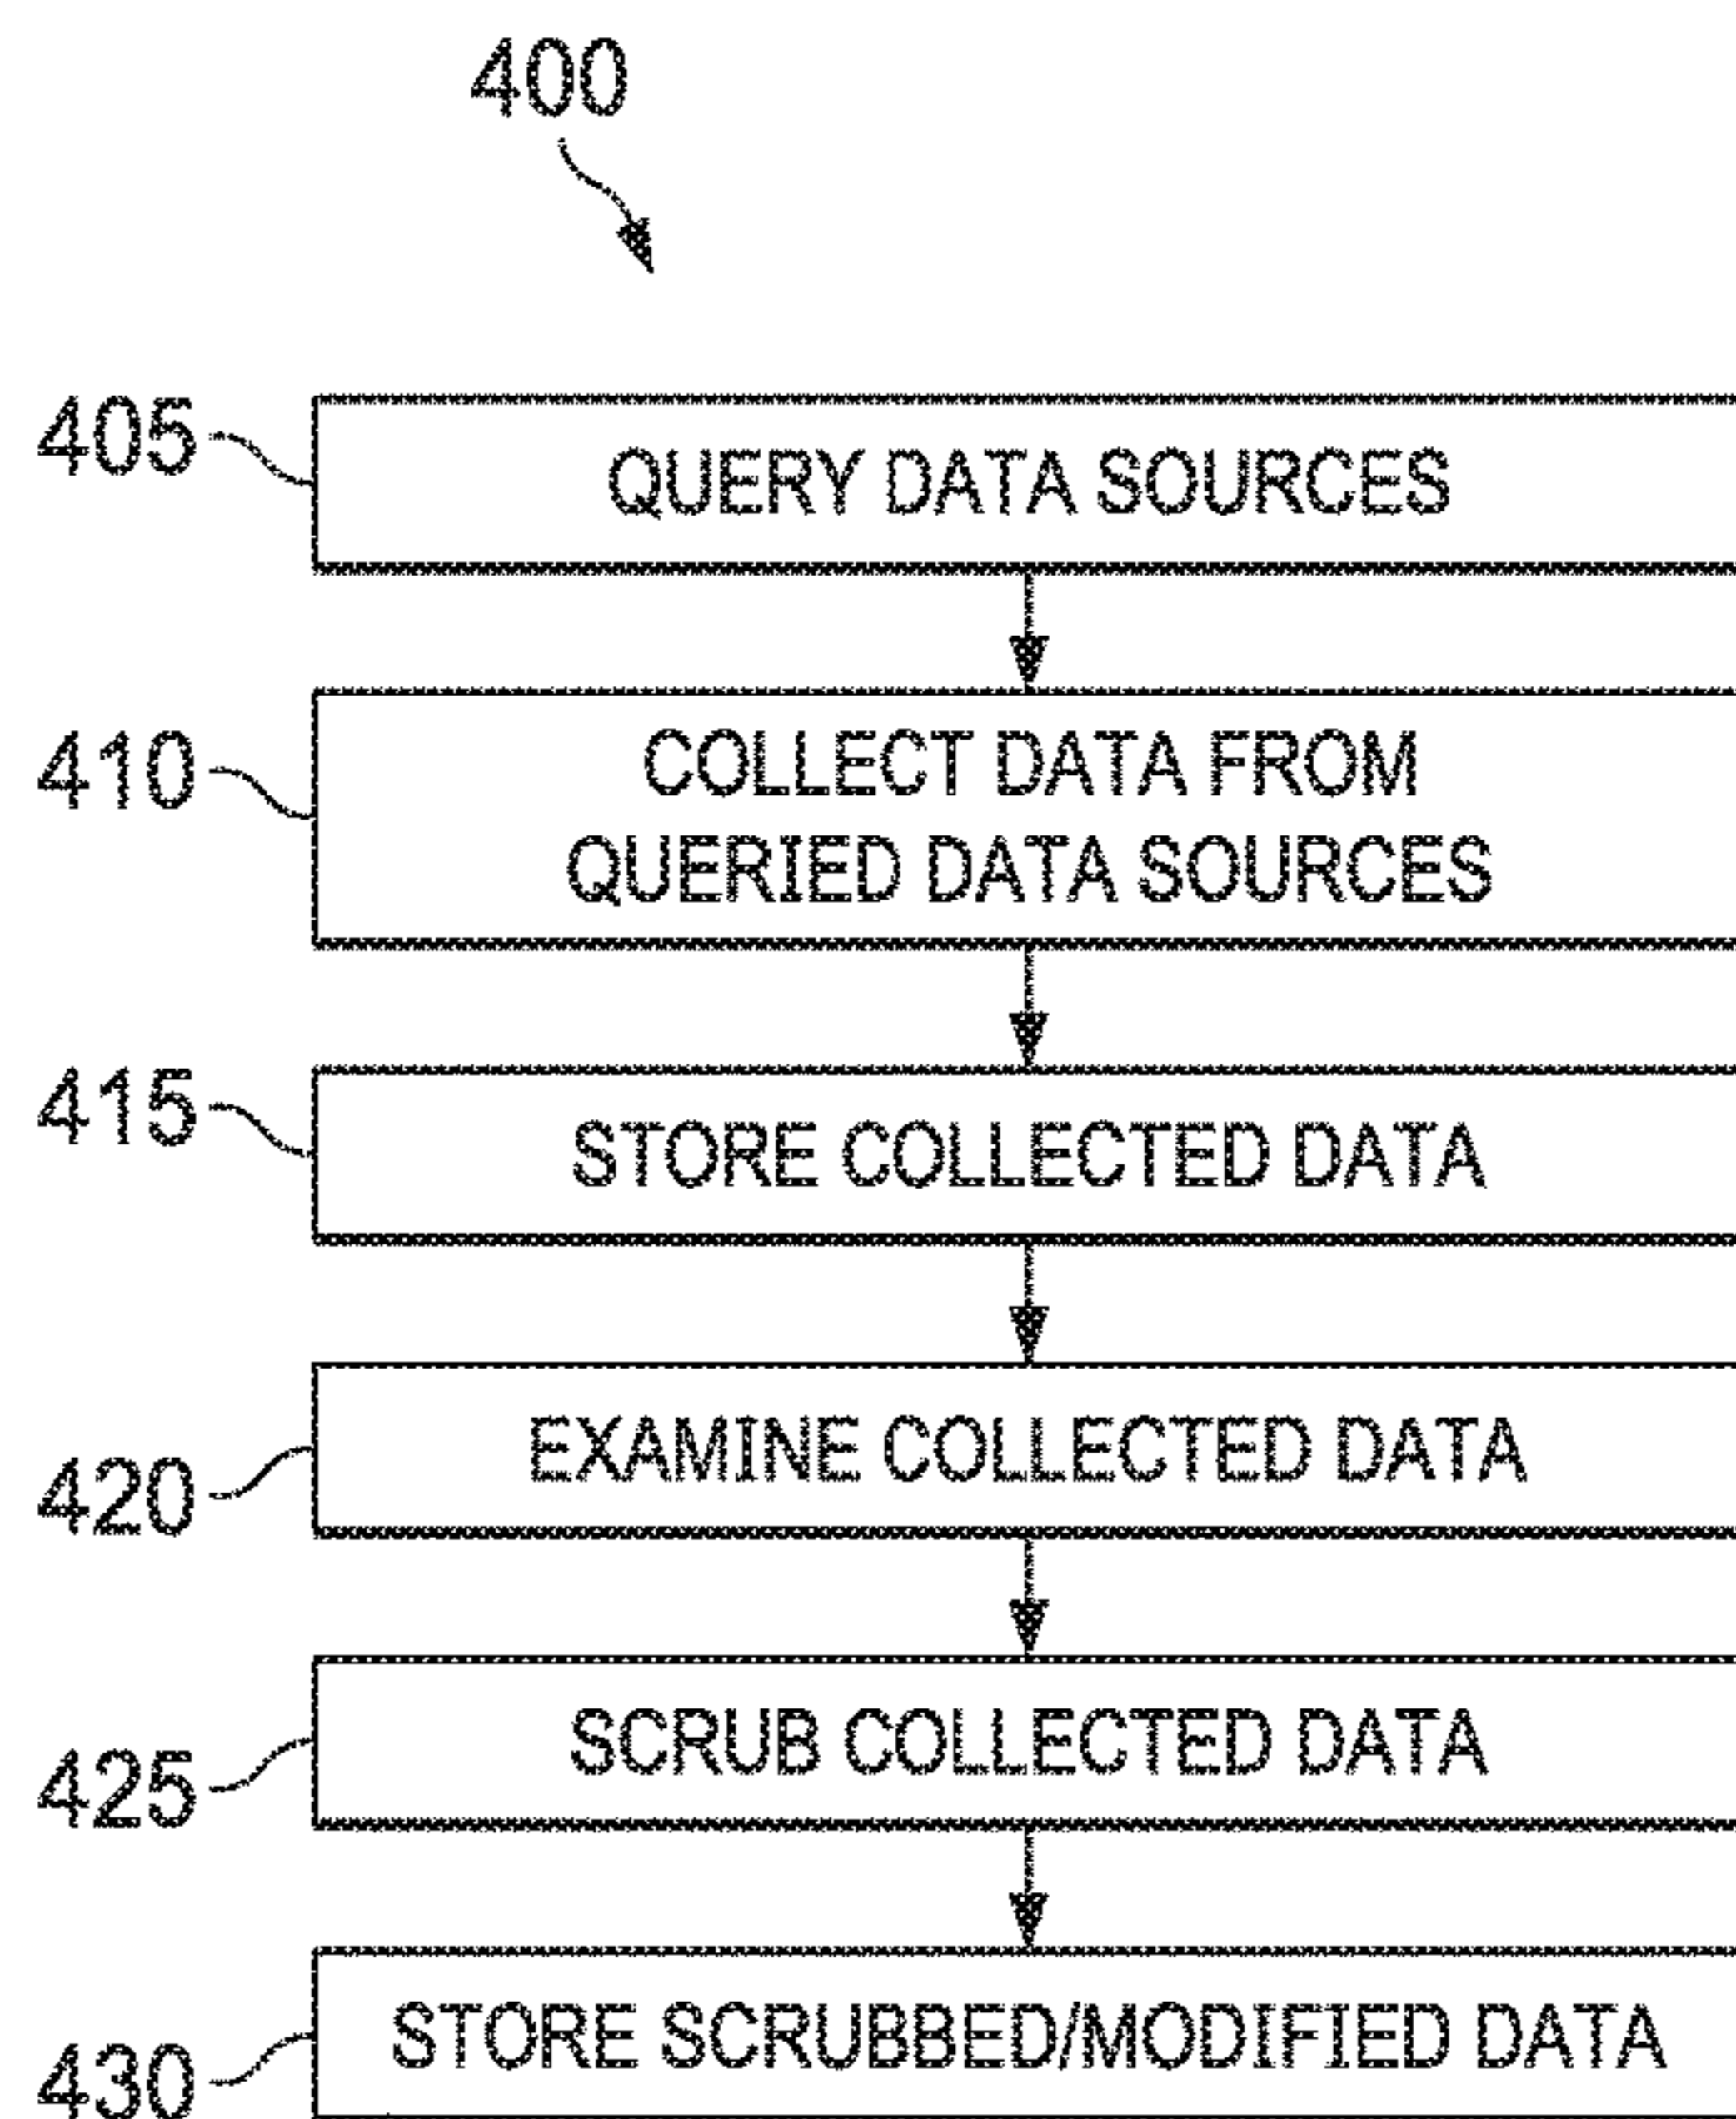 400
405
QUERY DATA SOURCES
410
COLLECT DATA FROM
QUERIED DATA SOURCES
415
STORE COLLECTED DATA
420
EXAMINE COLLECTED DATA
425
SCRUB COLLECTED DATA
430
STORE SCRUBBED/MODIFIED DATA